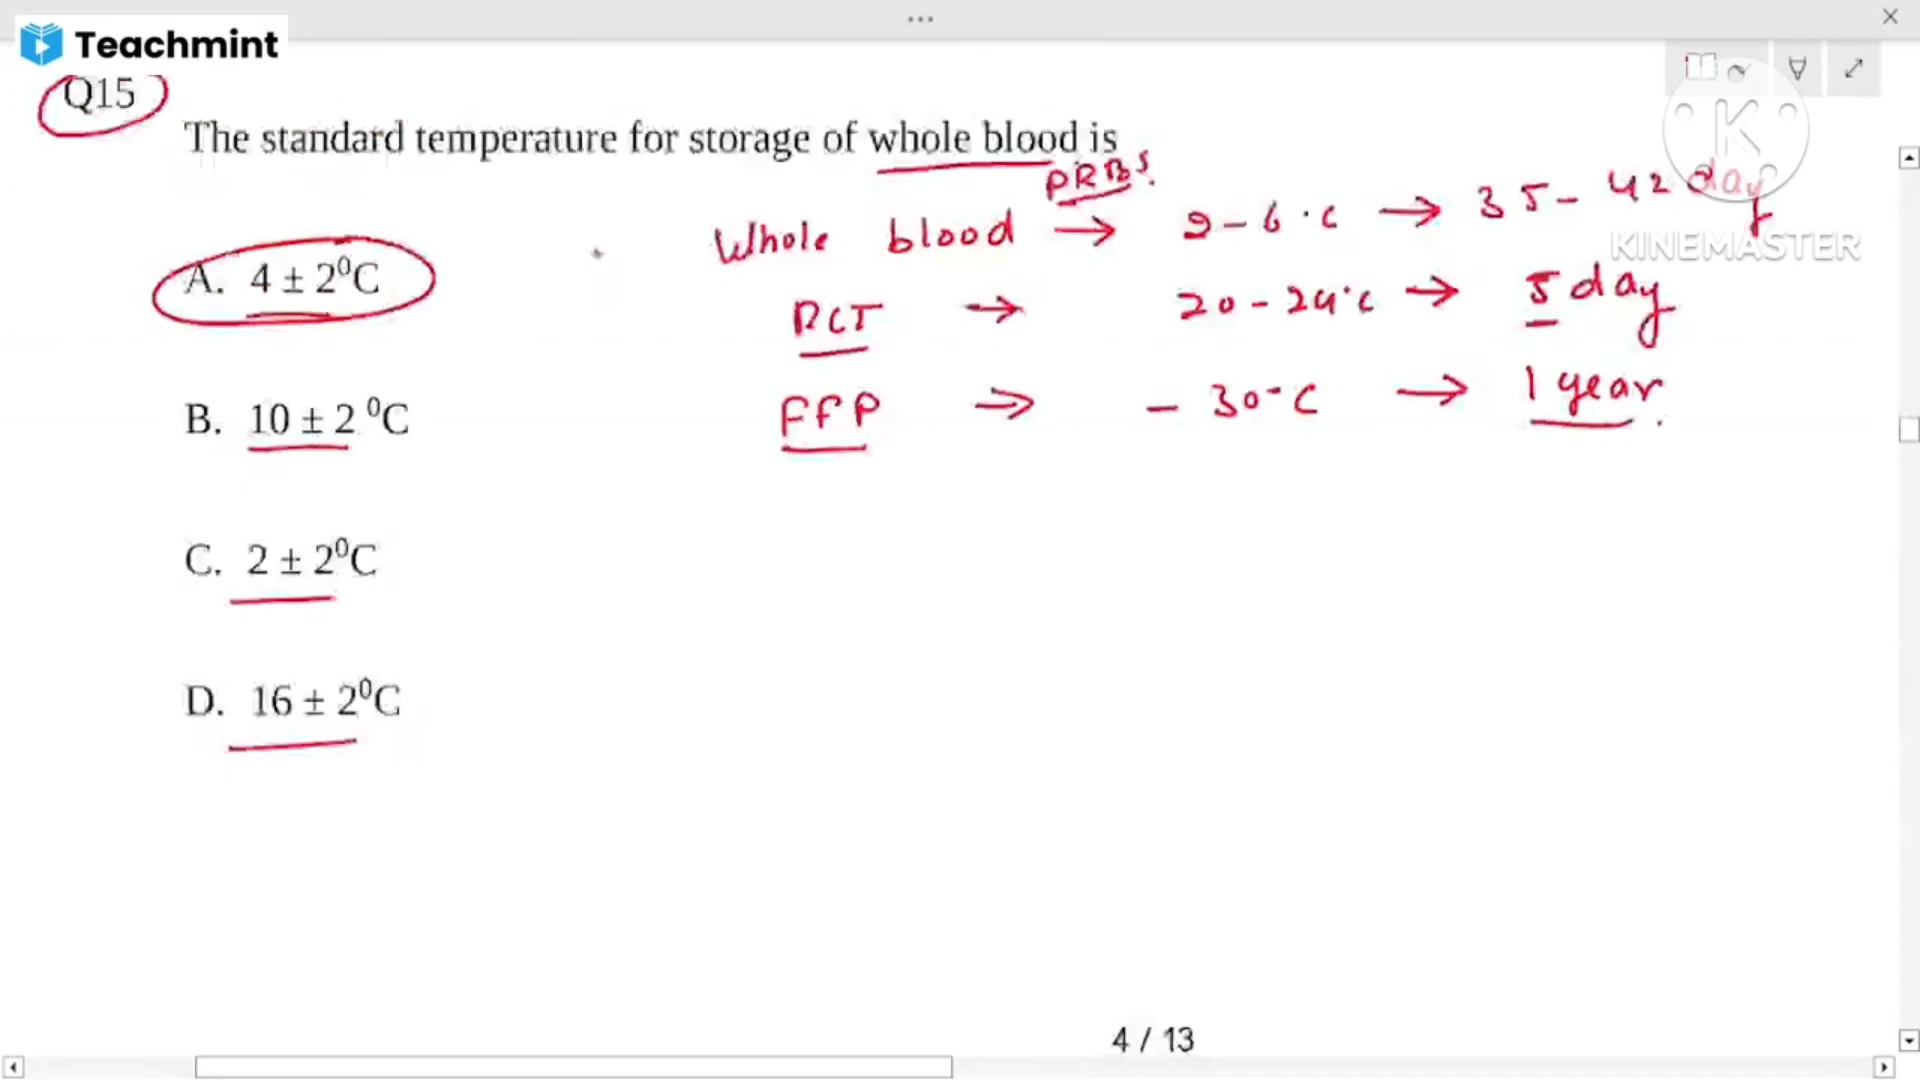 Teachmint
Q15
The standard temperature for storage of whole blood is
PRBS
Whole blood → 2-6°C → 35-42 day
KINEMASTER
A. 4 ± 2⁰C
→ 20-24°C → 5 day
FFP → -30°C → 1 year.
B. 10 ± 2 ⁰C
C. 2 ± 2⁰C
D. 16 ± 2⁰C
4 / 13